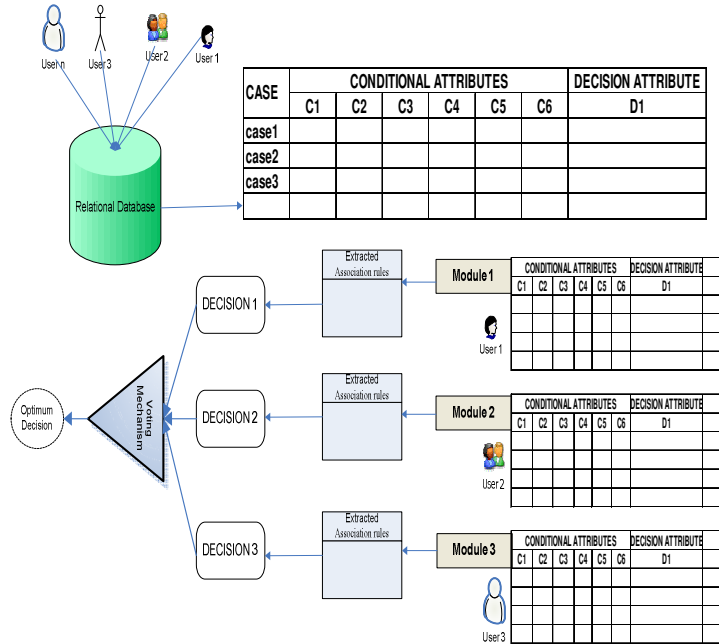 User n
User3
User2
User 1
CASE
CONDITIONAL ATTRIBUTES
DECISION ATTRIBUTE
C1 C2 C3 C4 C5 C6 D1
case1
case2
case3
Relational Database
Extracted
Association rules
Module 1
CONDITIONAL ATTRIBUTES DECISION ATTRIBUTE
C1 C2 C3 C4 C5 C6 D1
DECISION 1
User 1
Extracted
Association rules
Module 2
CONDITIONAL ATTRIBUTES DECISION ATTRIBUTE
C1 C2 C3 C4 C5 C6 D1
Optimum
Decision
Voting
Mechanism
DECISION 2
User 2
Extracted
Association rules
Module 3
CONDITIONAL ATTRIBUTES DECISION ATTRIBUTE
C1 C2 C3 C4 C5 C6 D1
DECISION 3
User 3